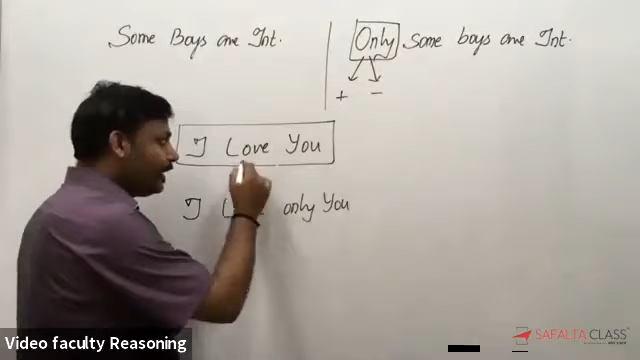 Some Boys are Int.
Only Some boys are Int.
+ −
I Love You
I only You
Video faculty Reasoning
SAFALTA CLASS